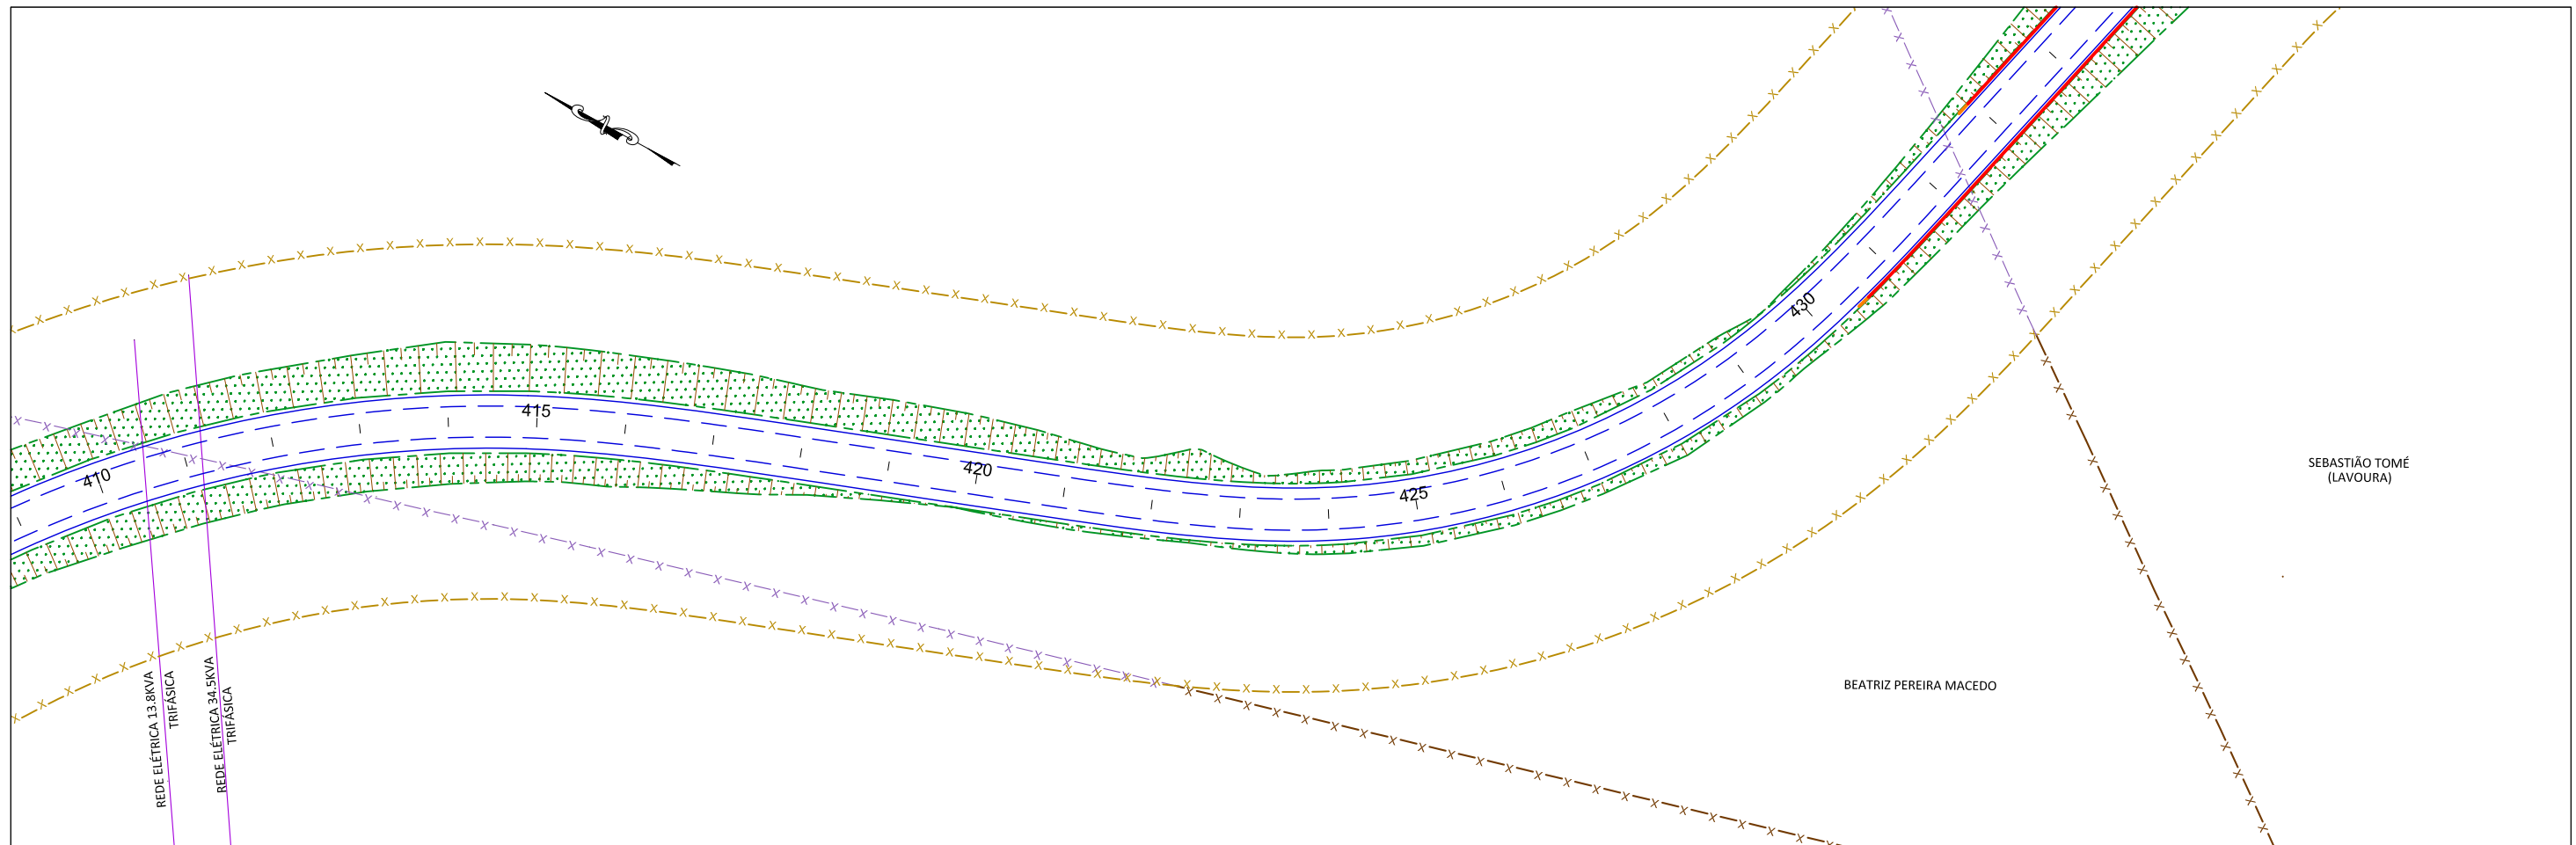 410
415
420
425
430
SEBASTIÃO TOMÉ
(LAVOURA)
BEATRIZ PEREIRA MACEDO
REDE ELÉTRICA 13.8KVA
TRIFÁSICA
REDE ELÉTRICA 34.5KVA
TRIFÁSICA